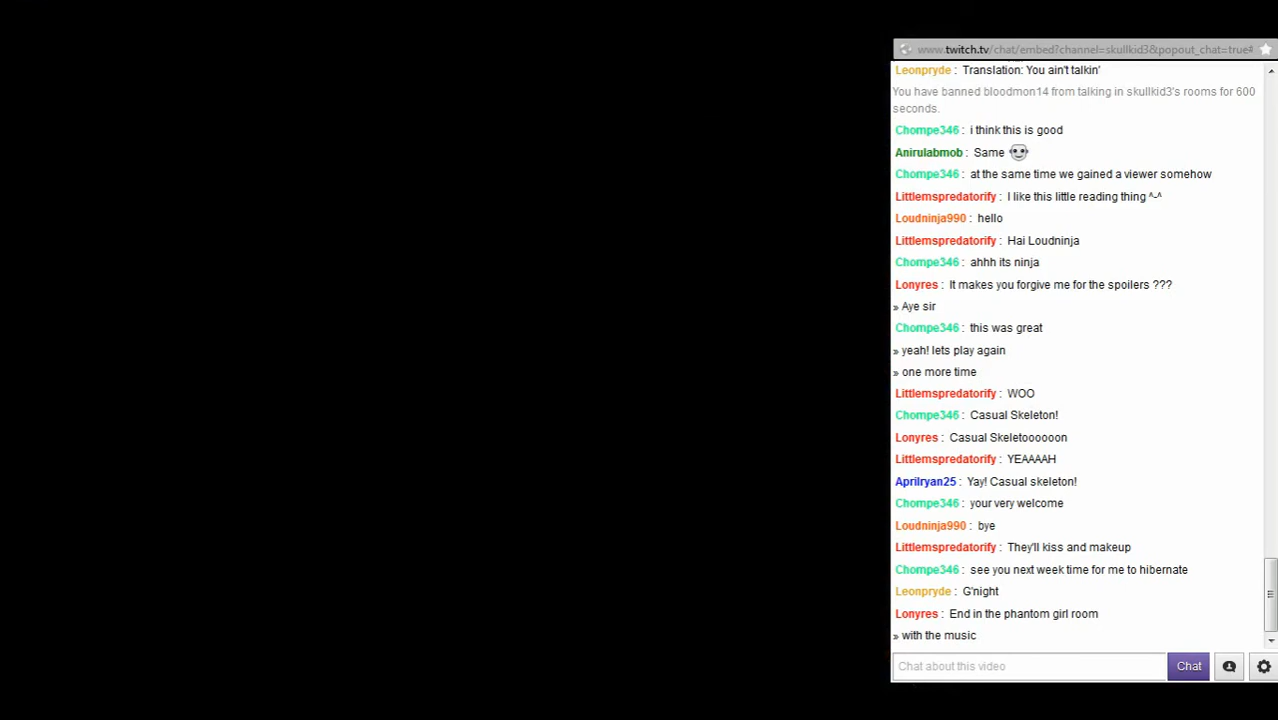 www.twitch.tv/chat/embed?channel=skullkid3&popout_chat=true#
Leonpryde : Translation: You ain't talkin'
You have banned bloodmon14 from talking in skullkid3's rooms for 600
seconds.
Chompe346 : i think this is good
Anirulabmob : Same
Chompe346 : at the same time we gained a viewer somehow
Littlemspredatorify : I like this little reading thing ^-^
Loudninja990 : hello
Littlemspredatorify : Hai Loudninja
Chompe346 : ahhh its ninja
Lonyres : It makes you forgive me for the spoilers ???
» Aye sir
Chompe346 : this was great
» yeah! lets play again
» one more time
Littlemspredatorify : WOO
Chompe346 : Casual Skeleton!
Lonyres : Casual Skeletoooooon
Littlemspredatorify : YEAAAAH
Aprilryan25 : Yay! Casual skeleton!
Chompe346 : your very welcome
Loudninja990 : bye
Littlemspredatorify : They'll kiss and makeup
Chompe346 : see you next week time for me to hibernate
Leonpryde : G'night
Lonyres : End in the phantom girl room
» with the music
Chat about this video
Chat